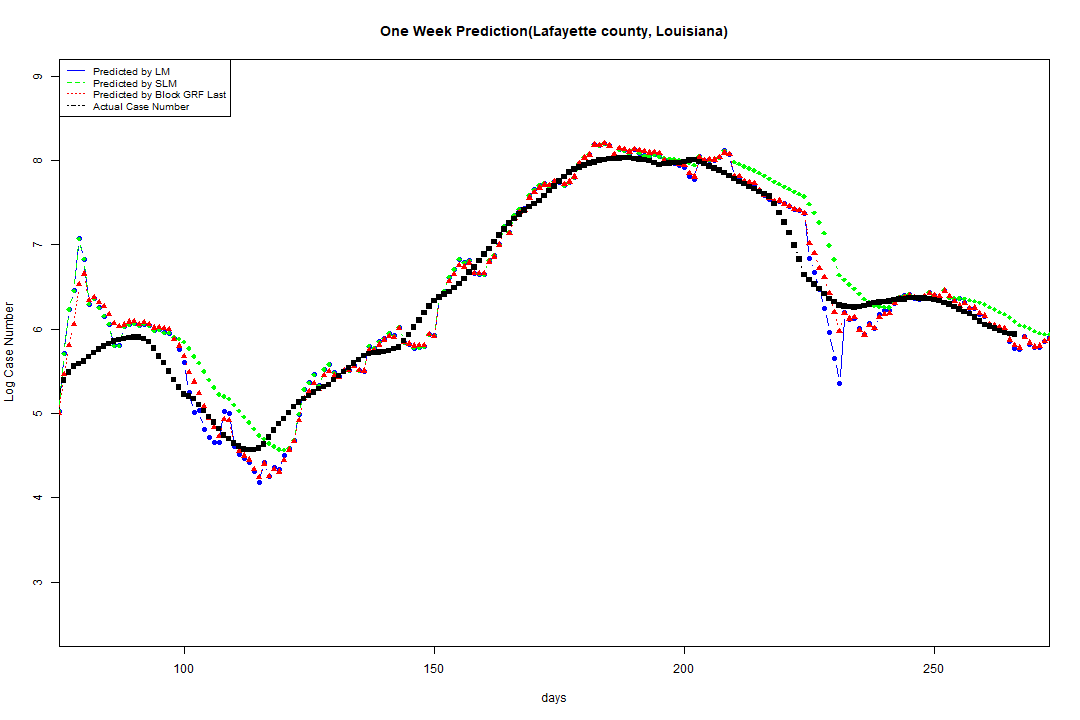 One Week Prediction(Lafayette county, Louisiana)
Predicted by LM
Predicted by SLM
Predicted by Block GRF Last
Actual Case Number
9
8
7
6
5
4
3
Log Case Number
100 150 200 250
days